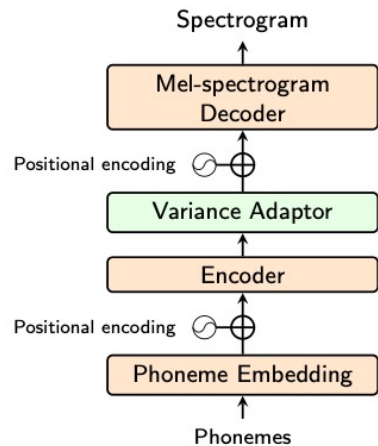 Spectrogram
Mel-spectrogram
Decoder
Positional encoding
Variance Adaptor
Encoder
Positional encoding
Phoneme Embedding
Phonemes